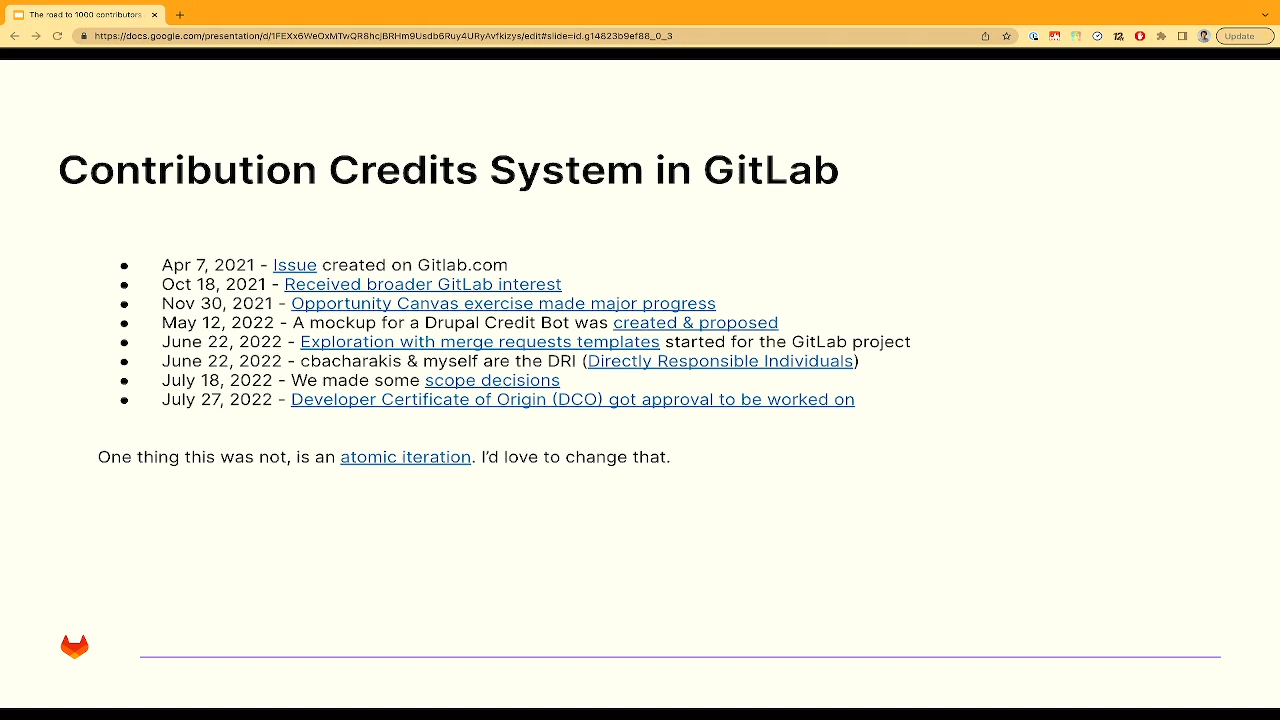 The road to 1000 contributors
https://docs.google.com/presentation/d/1FEXx6WeOxMTwQR8hcjBRHm9Usdb6Ruy4URyAvfkizys/edit#slide=id.g14823b9ef88_0_3
Update
Contribution Credits System in GitLab
● Apr 7, 2021 - Issue created on Gitlab.com
● Oct 18, 2021 - Received broader GitLab interest
● Nov 30, 2021 - Opportunity Canvas exercise made major progress
● May 12, 2022 - A mockup for a Drupal Credit Bot was created & proposed
● June 22, 2022 - Exploration with merge requests templates started for the GitLab project
● June 22, 2022 - cbacharakis & myself are the DRI (Directly Responsible Individuals)
● July 18, 2022 - We made some scope decisions
● July 27, 2022 - Developer Certificate of Origin (DCO) got approval to be worked on
One thing this was not, is an atomic iteration. I'd love to change that.